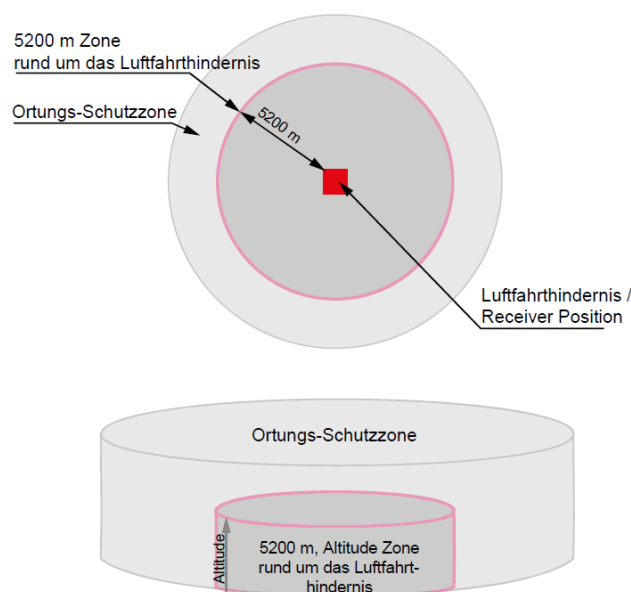 5200 m Zone
rund um das Luftfahrthindernis
Ortungs-Schutzzone
5200 m
Luftfahrthindernis /
Receiver Position
Ortungs-Schutzzone
Altitude
5200 m, Altitude Zone
rund um das Luftfahrt-
hindernis